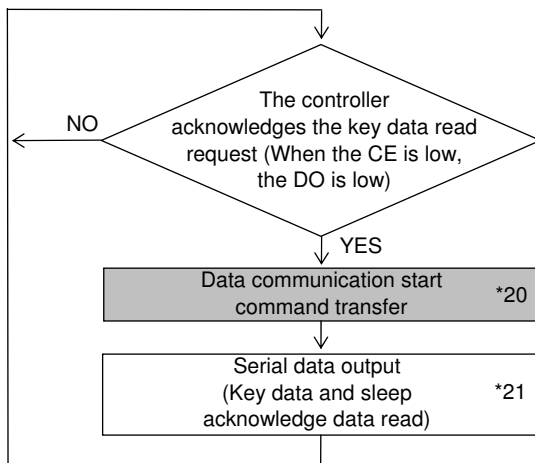 The controller
acknowledges the key data read
request (When the CE is low,
the DO is low)
NO
YES
Data communication start
command transfer
*20
Serial data output
(Key data and sleep
acknowledge data read)
*21